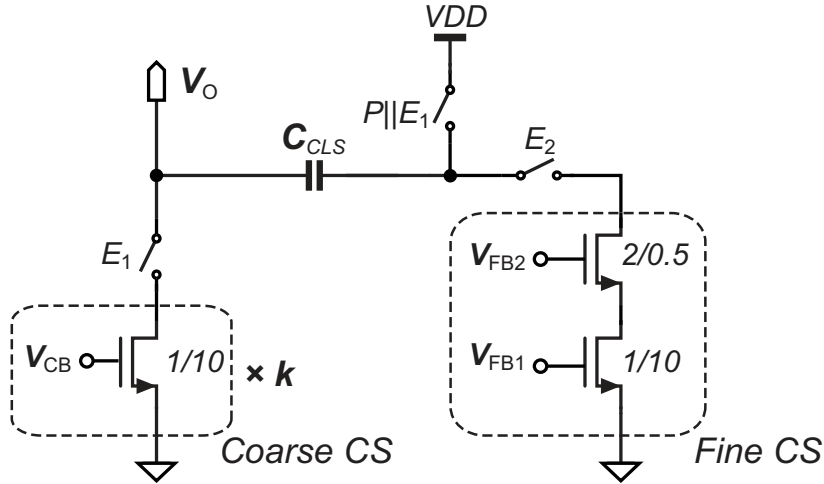 VDD
VO
P||E1
CCLS
E2
E1
VFB2
2/0.5
VCB
1/10
× k
VFB1
1/10
Coarse CS
Fine CS